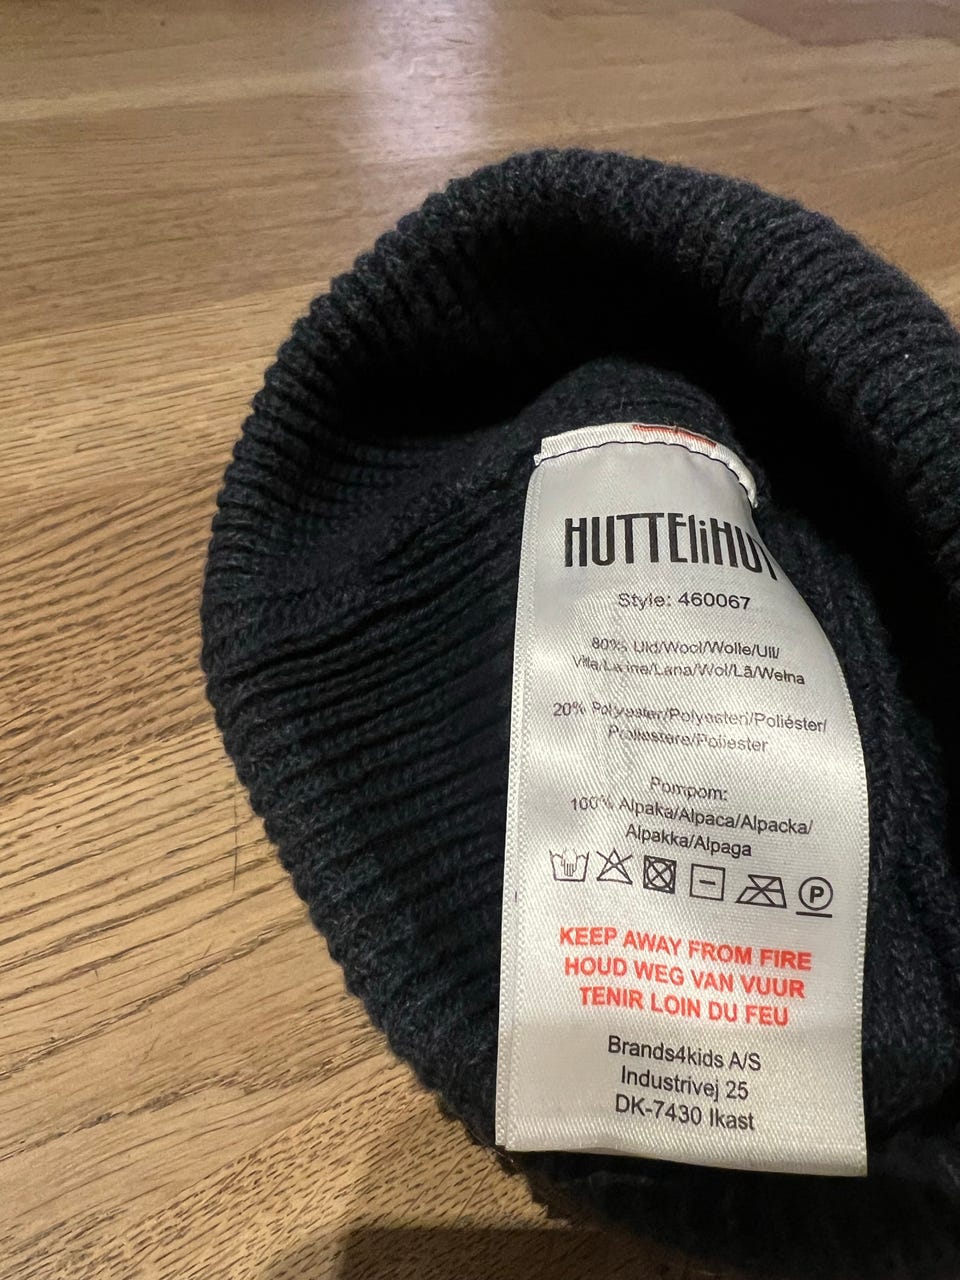 HUTTEliHUT
Style: 460067
80% Uld/Wool/Wolle/Ull/
Villa/Laine/Lana/Wol/Lã/Wełna
20% Polyester/Polyesteri/Poliéster/
Poliestere/Poliester
Pompom:
100% Alpaka/Alpaca/Alpacka/
Alpakka/Alpaga
P
KEEP AWAY FROM FIRE
HOUD WEG VAN VUUR
TENIR LOIN DU FEU
Brands4kids A/S
Industrivej 25
DK-7430 Ikast